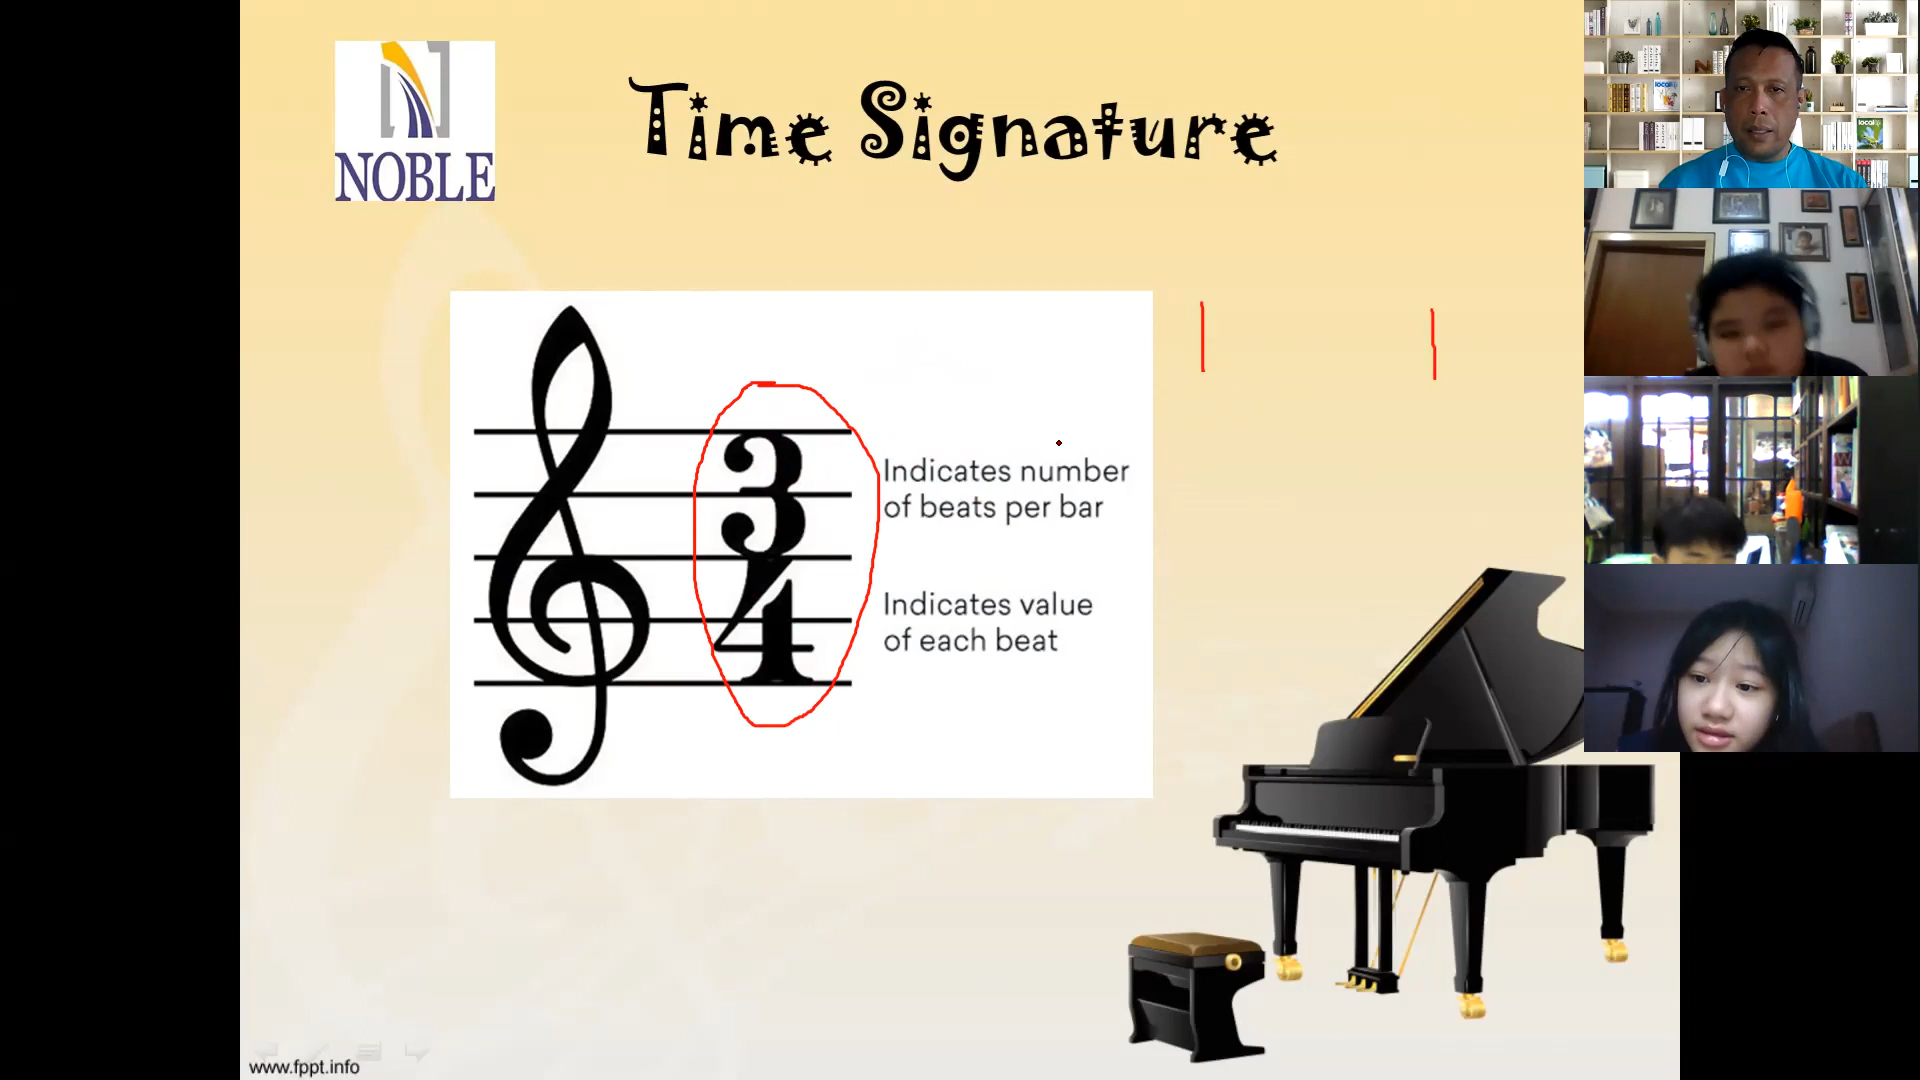 NOBLE
Time Signature
3
4
Indicates number
of beats per bar
Indicates value
of each beat
www.fppt.info